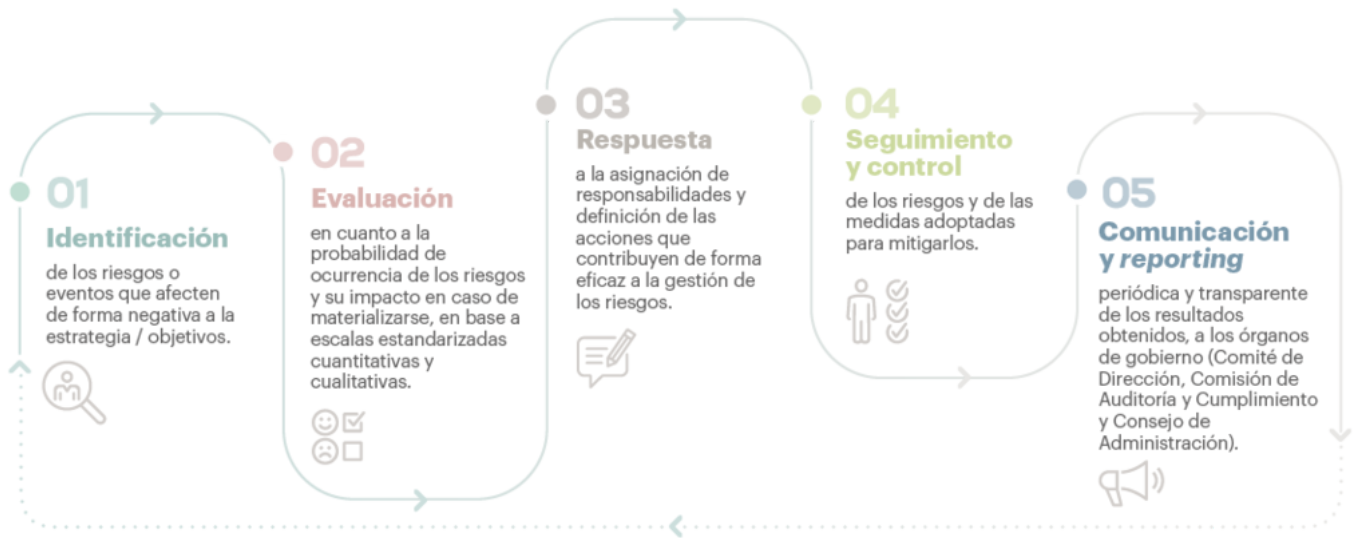 01
Identificación
de los riesgos o
eventos que afecten
de forma negativa a la
estrategia / objetivos.
02
Evaluación
en cuanto a la
probabilidad de
ocurrencia de los riesgos
y su impacto en caso de
materializarse, en base a
escalas estandarizadas
cuantitativas y
cualitativas.
03
Respuesta
a la asignación de
responsabilidades y
definición de las
acciones que
contribuyen de forma
eficaz a la gestión de
los riesgos.
04
Seguimiento
y control
de los riesgos y de las
medidas adoptadas
para mitigarlos.
05
Comunicación
y reporting
periódica y transparente
de los resultados
obtenidos, a los órganos
de gobierno (Comité de
Dirección, Comisión de
Auditoría y Cumplimiento
y Consejo de
Administración).